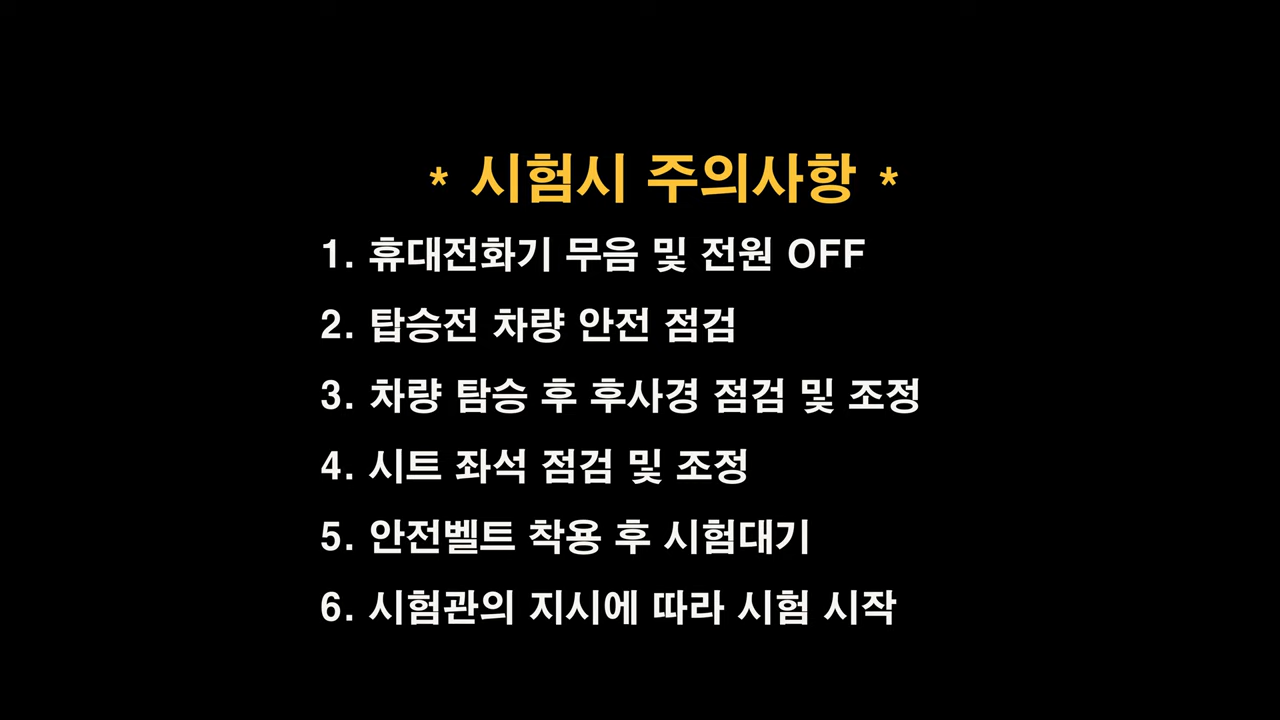 * 시험시 주의사항 *
1. 휴대전화기 무음 및 전원 OFF
2. 탑승전 차량 안전 점검
3. 차량 탐승 후 후사경 점검 및 조정
4. 시트 좌석 점검 및 조정
5. 안전벨트 착용 후 시험대기
6. 시험관의 지시에 따라 시험 시작